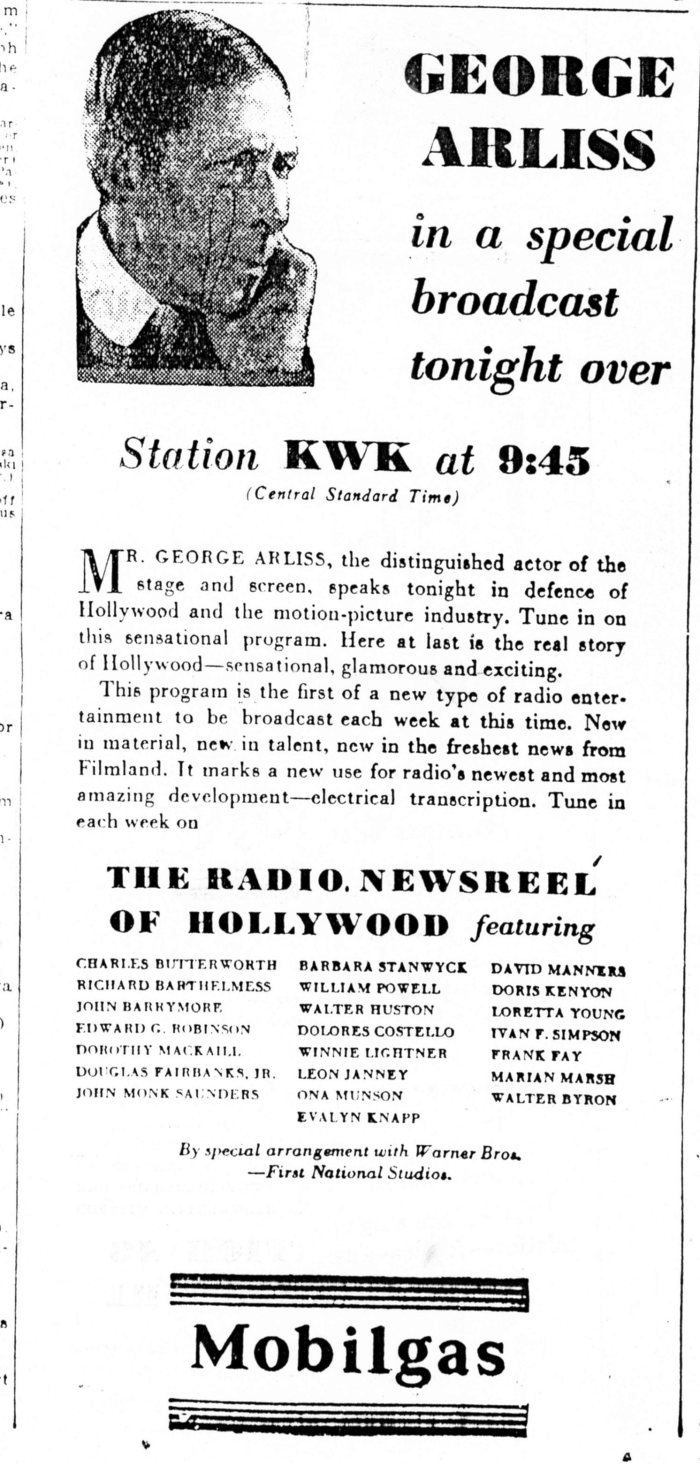 GEORGE
ARLISS
in a special
broadcast
tonight over
Station KWK at 9:45
(Central Standard Time)
MR. GEORGE ARLISS, the distinguished actor of the
stage and screen, speaks tonight in defence of
Hollywood and the motion-picture industry. Tune in on
this sensational program. Here at last is the real story
of Hollywood—sensational, glamorous and exciting.
This program is the first of a new type of radio enter-
tainment to be broadcast each week at this time. New
in material, new in talent, new in the freshest news from
Filmland. It marks a new use for radio's newest and most
amazing development—electrical transcription. Tune in
each week on
THE RADIO NEWSREEL
OF HOLLYWOOD featuring
CHARLES BUTTERWORTH
RICHARD BARTHELMESS
JOHN BARRYMORE
EDWARD G. ROBINSON
DOROTHY MACKAILL
DOUGLAS FAIRBANKS, JR.
JOHN MONK SAUNDERS
BARBARA STANWYCK
WILLIAM POWELL
WALTER HUSTON
DOLORES COSTELLO
WINNIE LIGHTNER
LEON JANNEY
ONA MUNSON
EVALYN KNAPP
DAVID MANNERS
DORIS KENYON
LORETTA YOUNG
IVAN F. SIMPSON
FRANK FAY
MARIAN MARSH
WALTER BYRON
By special arrangement with Warner Bros.
—First National Studios.
Mobilgas